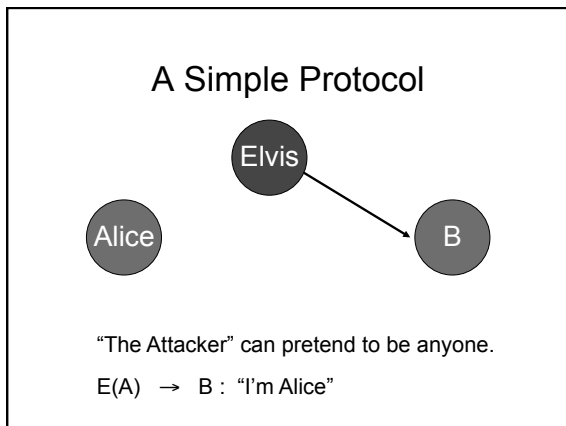 A Simple Protocol
Elvis
Alice
B
“The Attacker” can pretend to be anyone.
E(A) → B : “I’m Alice”